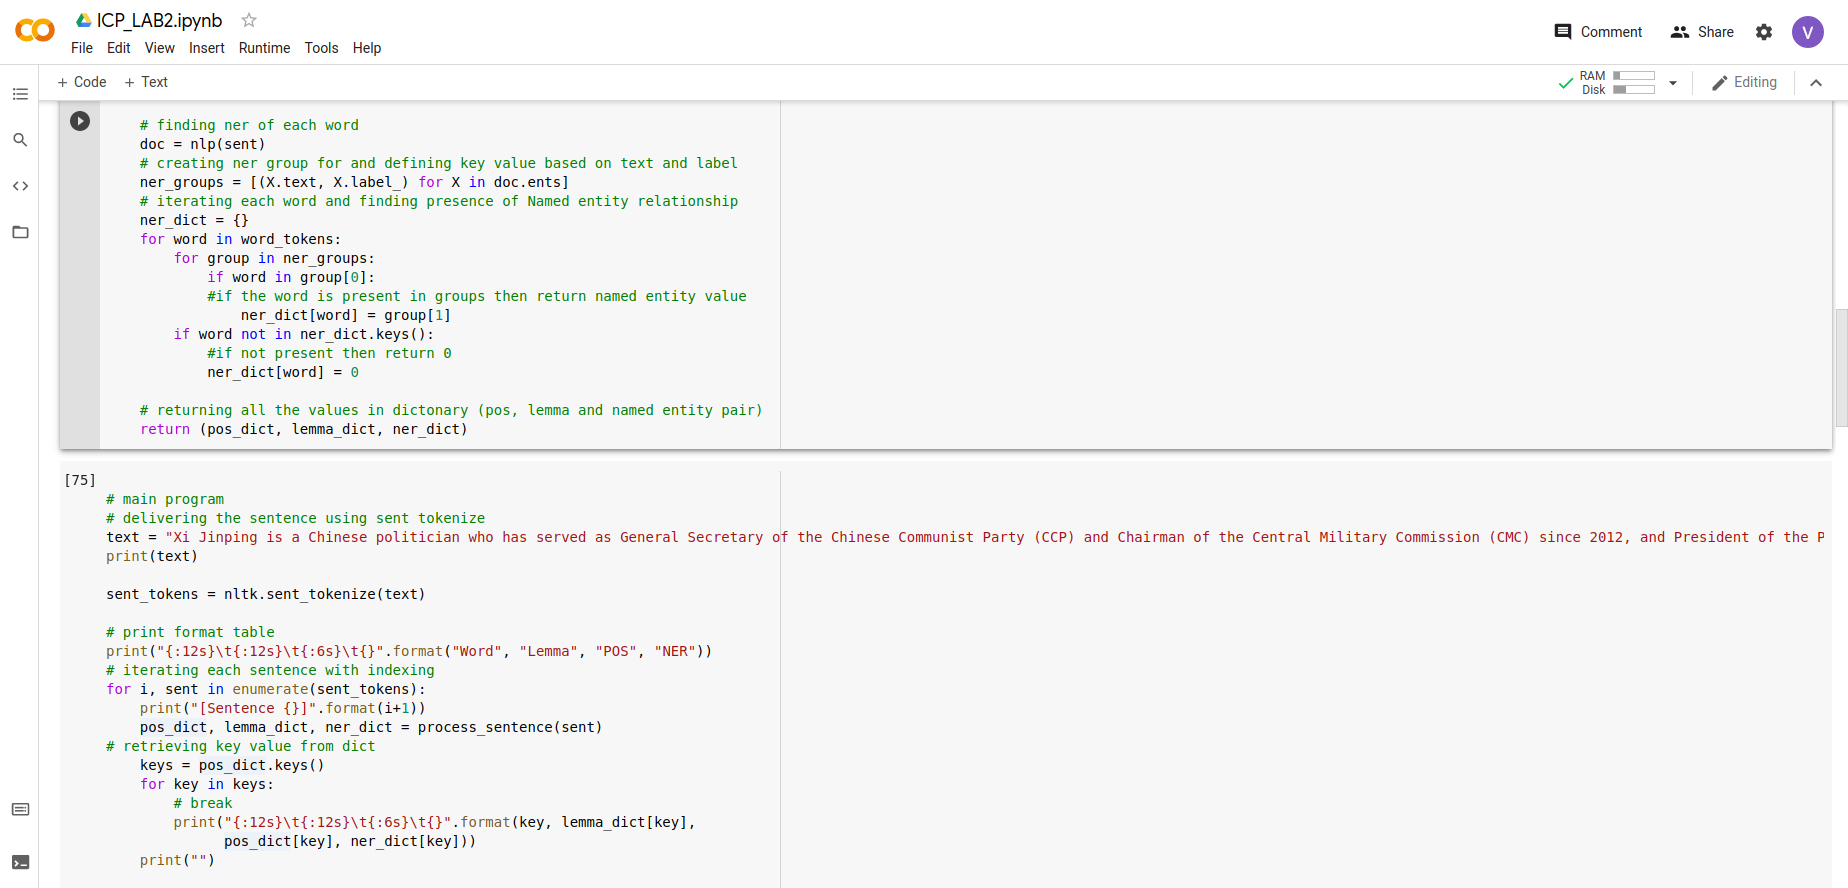 ICP_LAB2.ipynb
File Edit View Insert Runtime Tools Help
Comment Share V
+ Code + Text
RAM
Disk
Editing
# finding ner of each word
doc = nlp(sent)
# creating ner group for and defining key value based on text and label
ner_groups = [(X.text, X.label_) for X in doc.ents]
# iterating each word and finding presence of Named entity relationship
ner_dict = {}
for word in word_tokens:
for group in ner_groups:
if word in group[0]:
#if the word is present in groups then return named entity value
ner_dict[word] = group[1]
if word not in ner_dict.keys():
#if not present then return 0
ner_dict[word] = 0
# returning all the values in dictonary (pos, lemma and named entity pair)
return (pos_dict, lemma_dict, ner_dict)
[75]
# main program
# delivering the sentence using sent tokenize
text = "Xi Jinping is a Chinese politician who has served as General Secretary of the Chinese Communist Party (CCP) and Chairman of the Central Military Commission (CMC) since 2012, and President of the P
print(text)
sent_tokens = nltk.sent_tokenize(text)
# print format table
print("{:12s}\t{:12s}\t{:6s}\t{}".format("Word", "Lemma", "POS", "NER"))
# iterating each sentence with indexing
for i, sent in enumerate(sent_tokens):
print("[Sentence {}]".format(i+1))
pos_dict, lemma_dict, ner_dict = process_sentence(sent)
# retrieving key value from dict
keys = pos_dict.keys()
for key in keys:
# break
print("{:12s}\t{:12s}\t{:6s}\t{}".format(key, lemma_dict[key],
pos_dict[key], ner_dict[key]))
print("")